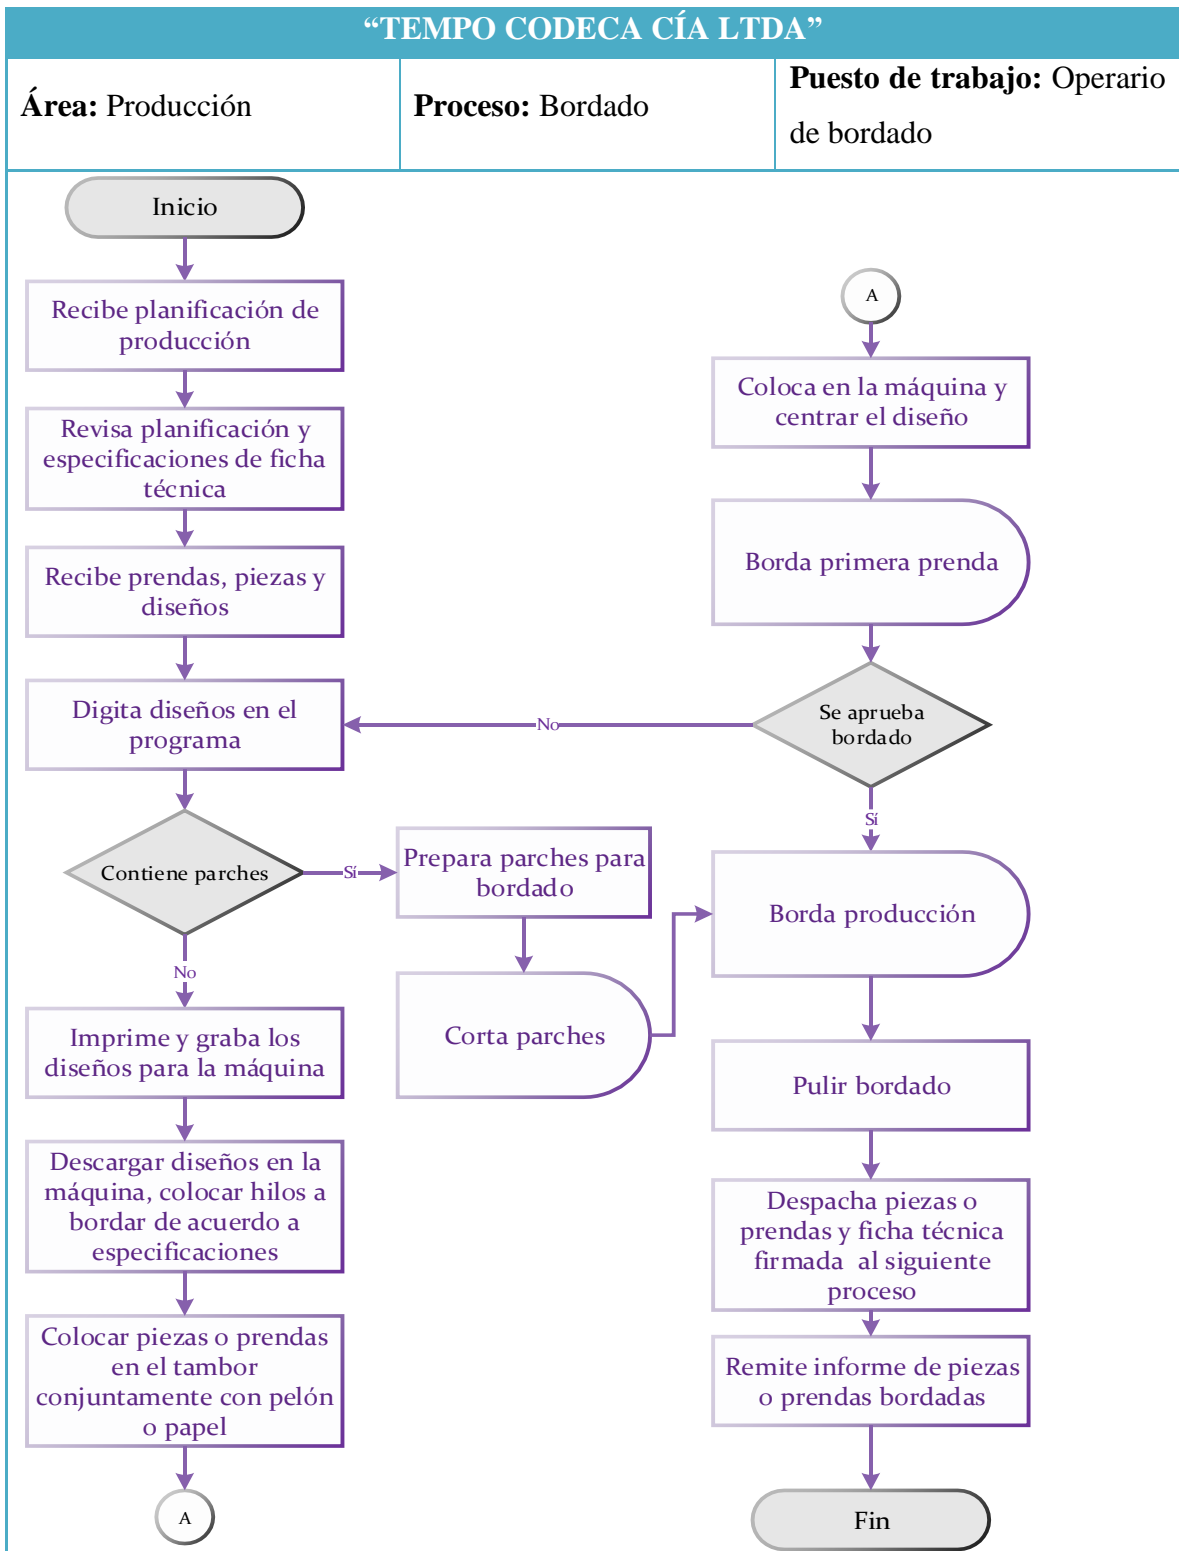 “TEMPO CODECA CÍA LTDA”
Área: Producción
Proceso: Bordado
Puesto de trabajo: Operario
de bordado
Inicio
Recibe planificación de
producción
Revisa planificación y
especificaciones de ficha
técnica
Recibe prendas, piezas y
diseños
Digita diseños en el
programa
Contiene parches
Sí
Prepara parches para
bordado
Corta parches
No
Imprime y graba los
diseños para la máquina
Descargar diseños en la
máquina, colocar hilos a
bordar de acuerdo a
especificaciones
Colocar piezas o prendas
en el tambor
conjuntamente con pelón
o papel
A
A
Coloca en la máquina y
centrar el diseño
Borda primera prenda
Se aprueba
bordado
No
Sí
Borda producción
Pulir bordado
Despacha piezas o
prendas y ficha técnica
firmada al siguiente
proceso
Remite informe de piezas
o prendas bordadas
Fin